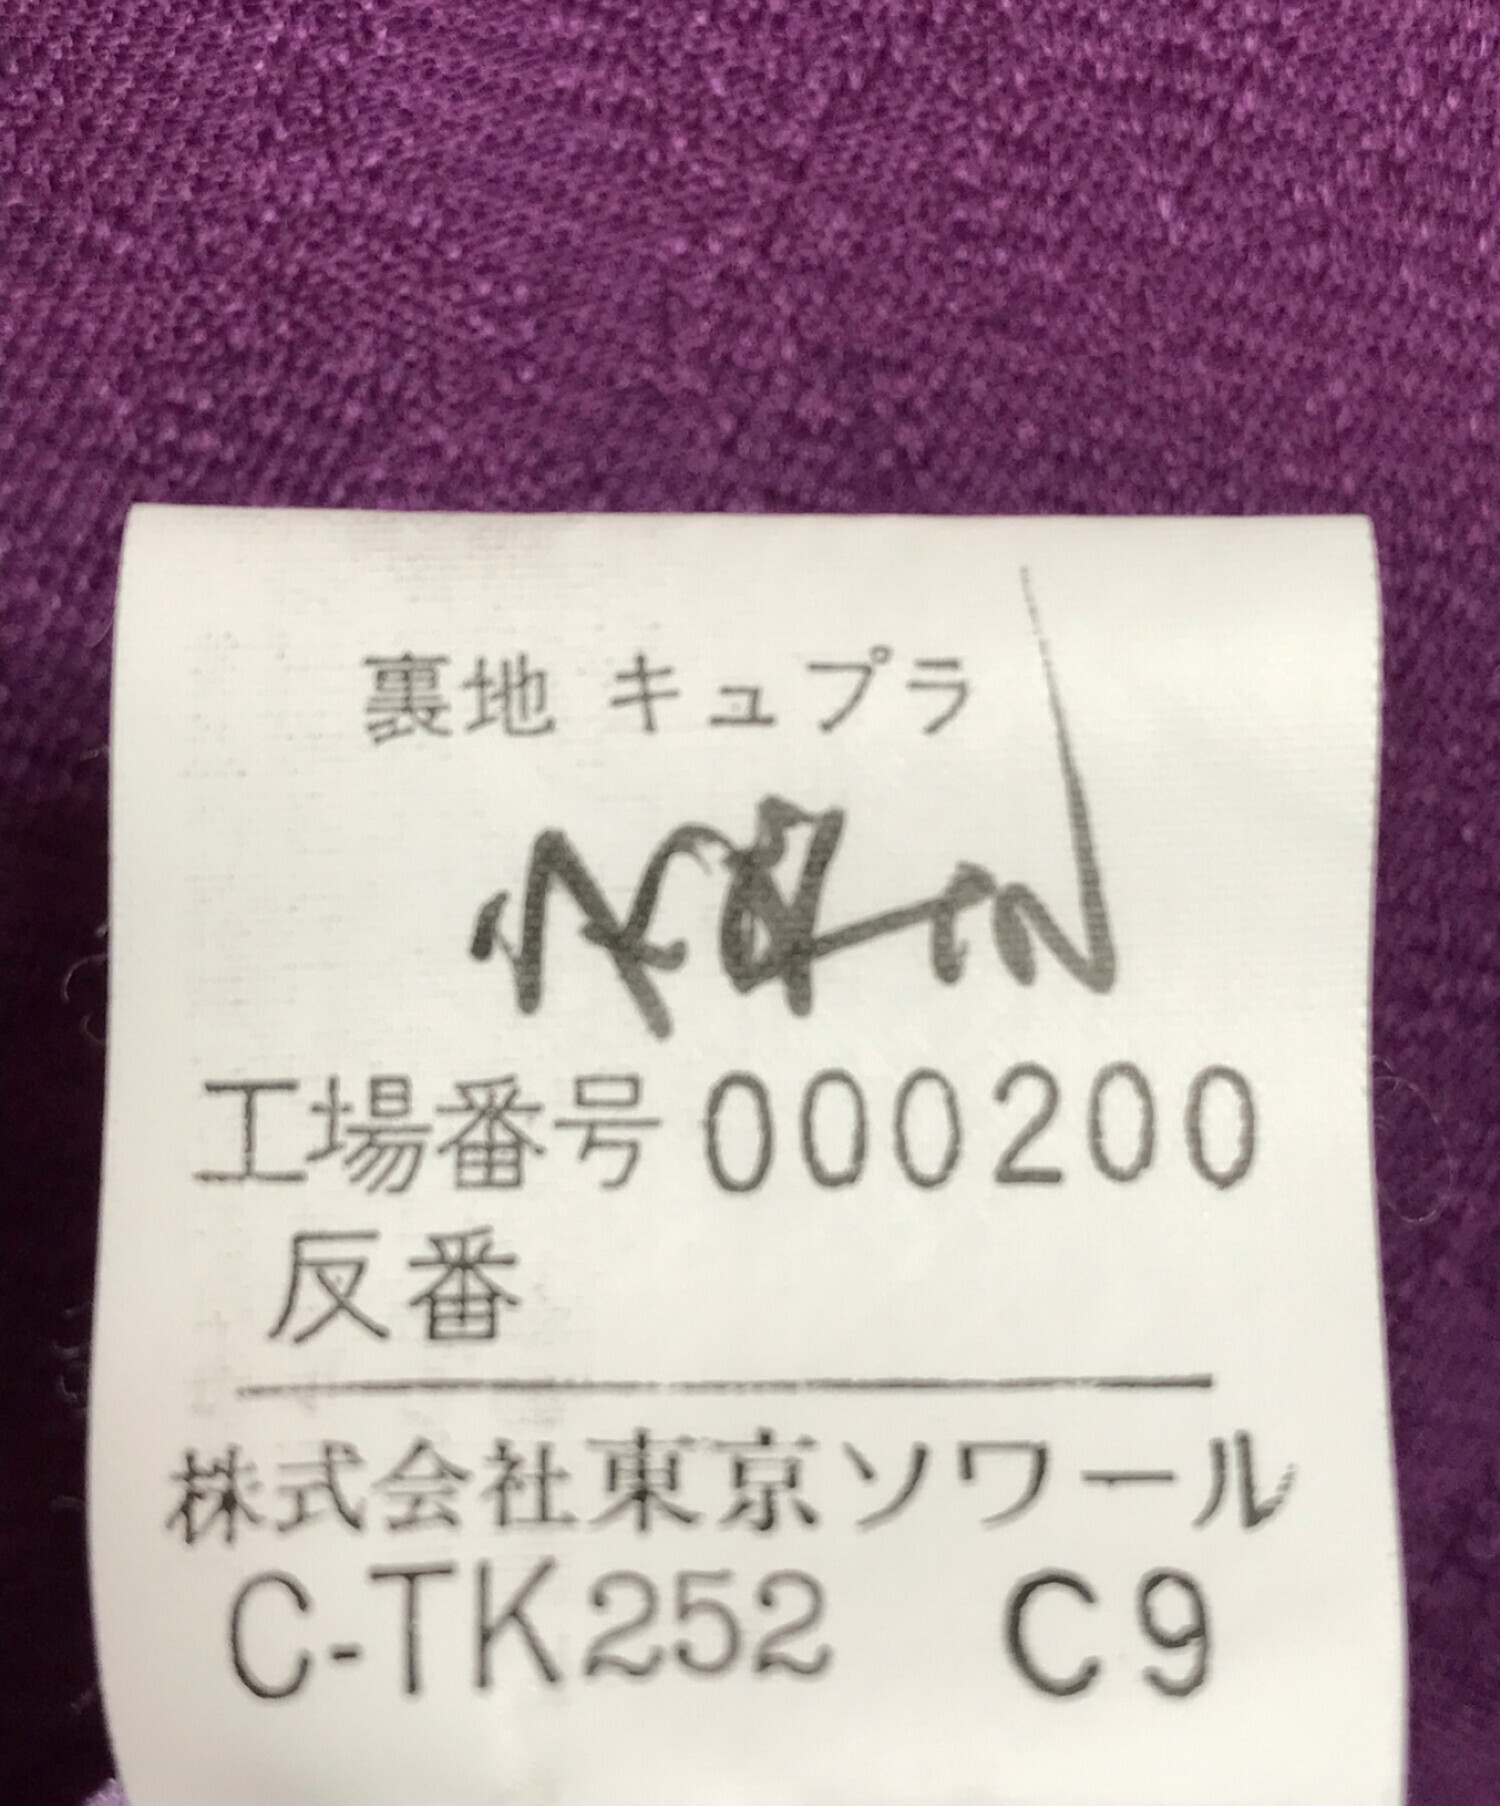 裏地 キュプラ
工場番号 000200
反番
株式会社東京ソワール
C-TK252 C9